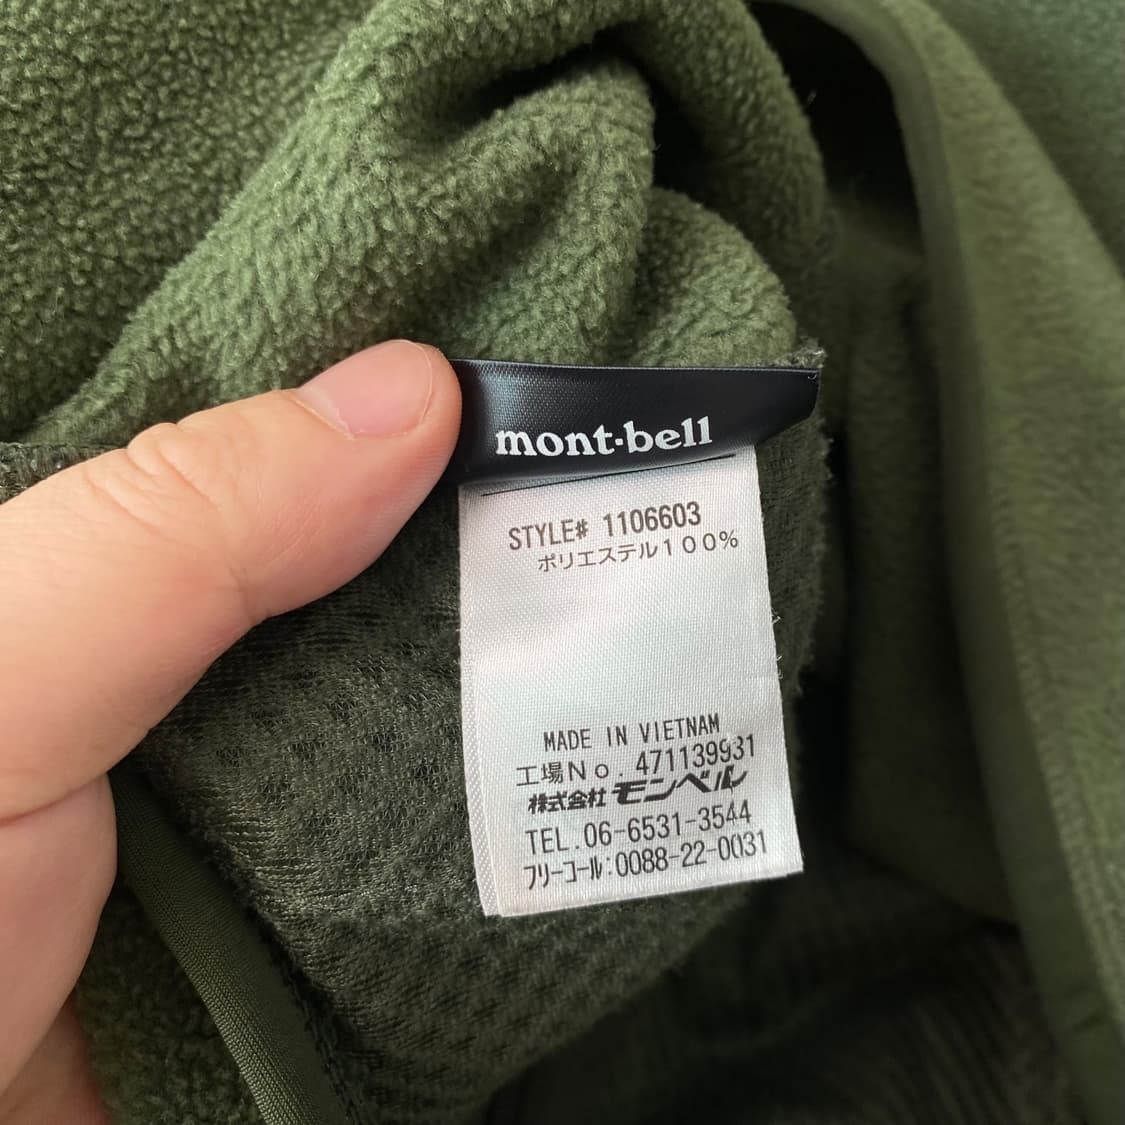 mont-bell
STYLE# 1106603
ポリエステル100%
MADE IN VIETNAM
工場No. 471139931
株式会社モンベル
TEL.06-6531-3544
フリーコール:0088-22-0031